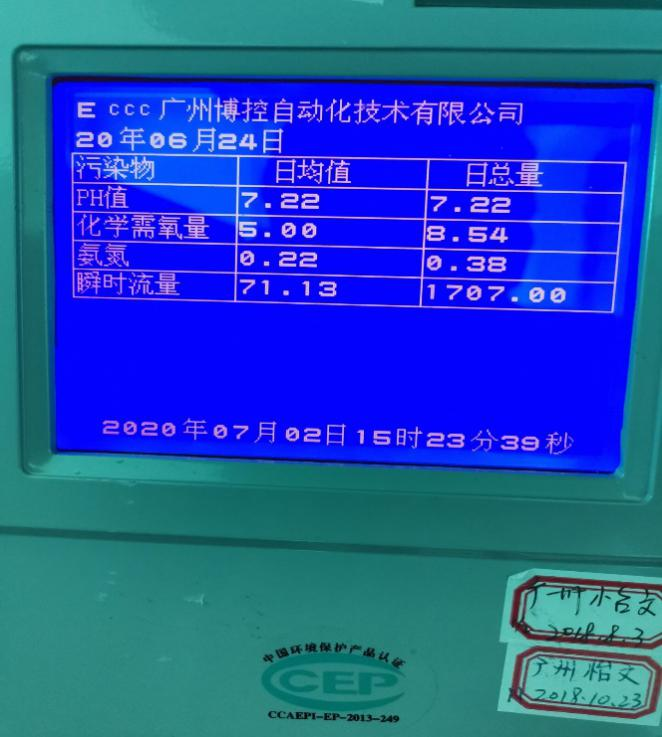 E ccc 广州博控自动化技术有限公司
20年06月24日
污染物 日均值 日总量
PH值 7.22 7.22
化学需氧量 5.00 8.54
氨氮 0.22 0.38
瞬时流量 71.13 1707.00
2020年07月02日15时23分39秒
广州怡文
2018.8.3
中国环境保护产品认证
CEP
CCAEPI-EP-2013-249
广州怡文
2018.10.23